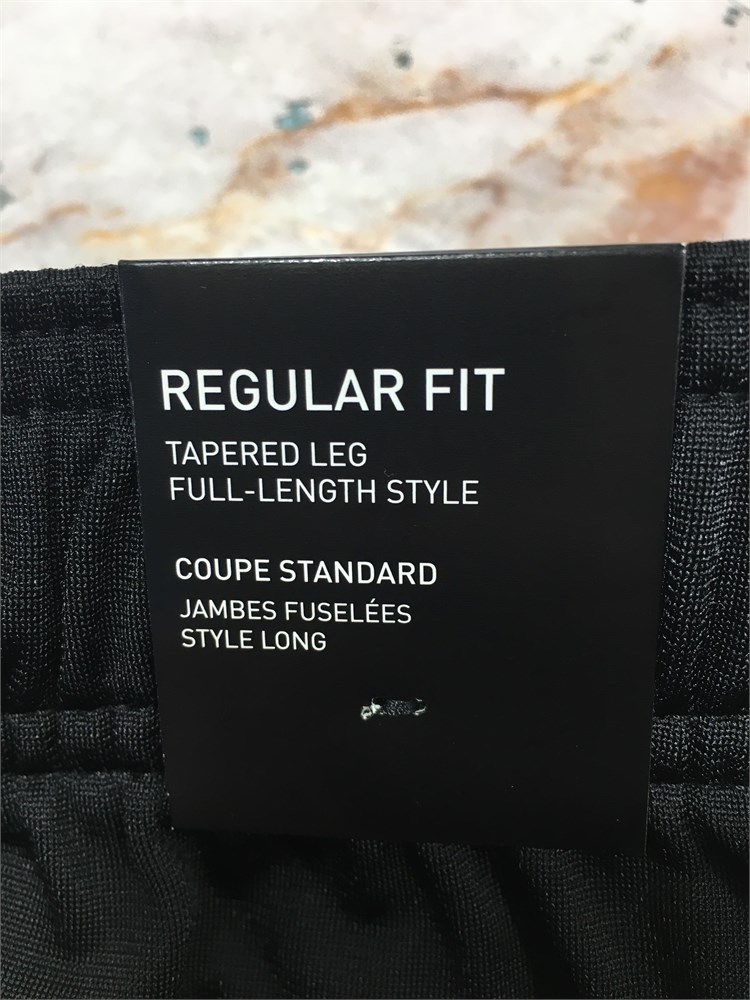 REGULAR FIT
TAPERED LEG
FULL-LENGTH STYLE
COUPE STANDARD
JAMBES FUSELÉES
STYLE LONG